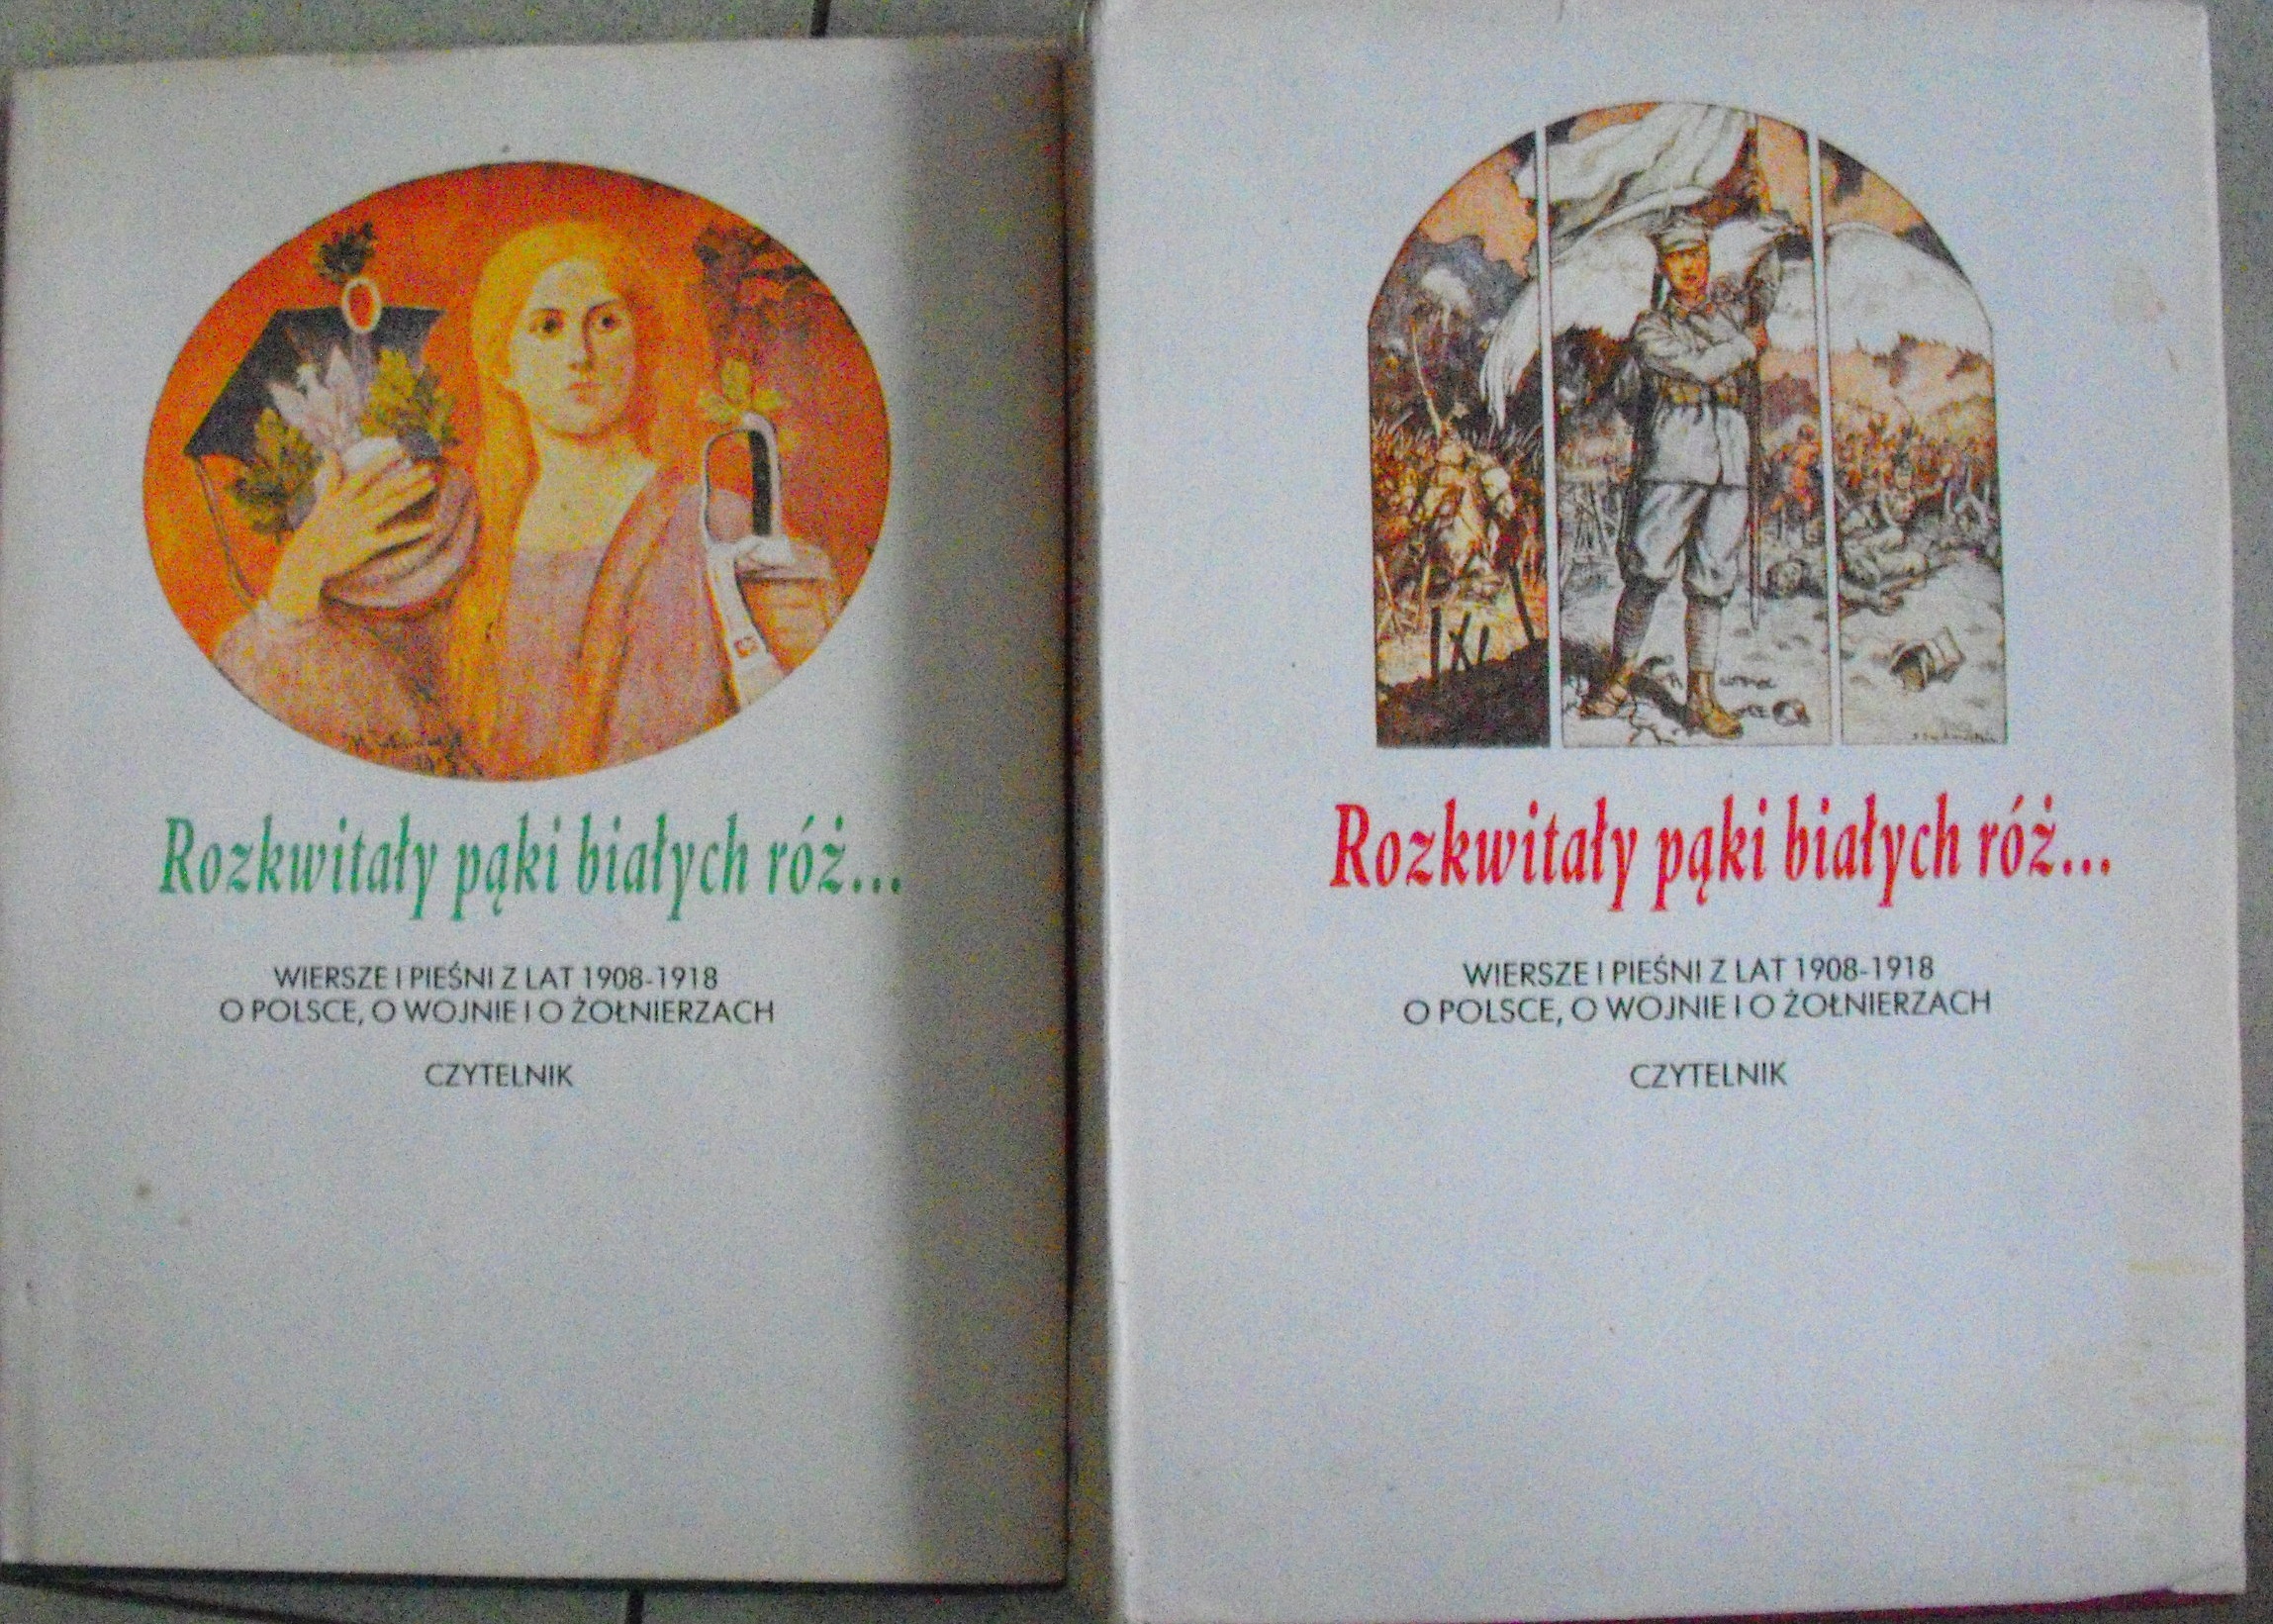 Rozkwitały pąki białych róż...
WIERSZE I PIEŚNI Z LAT 1908-1918
O POLSCE, O WOJNIE I O ŻOŁNIERZACH
CZYTELNIK
Rozkwitały pąki białych róż...
WIERSZE I PIEŚNI Z LAT 1908-1918
O POLSCE, O WOJNIE I O ŻOŁNIERZACH
CZYTELNIK